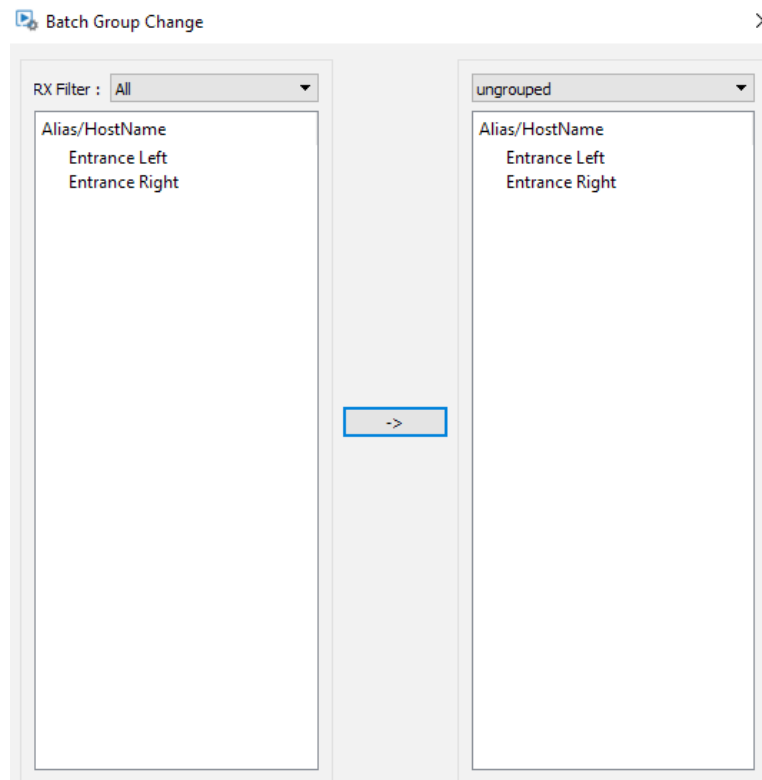 Batch Group Change
RX Filter : All
Alias/HostName
Entrance Left
Entrance Right
->
ungrouped
Alias/HostName
Entrance Left
Entrance Right